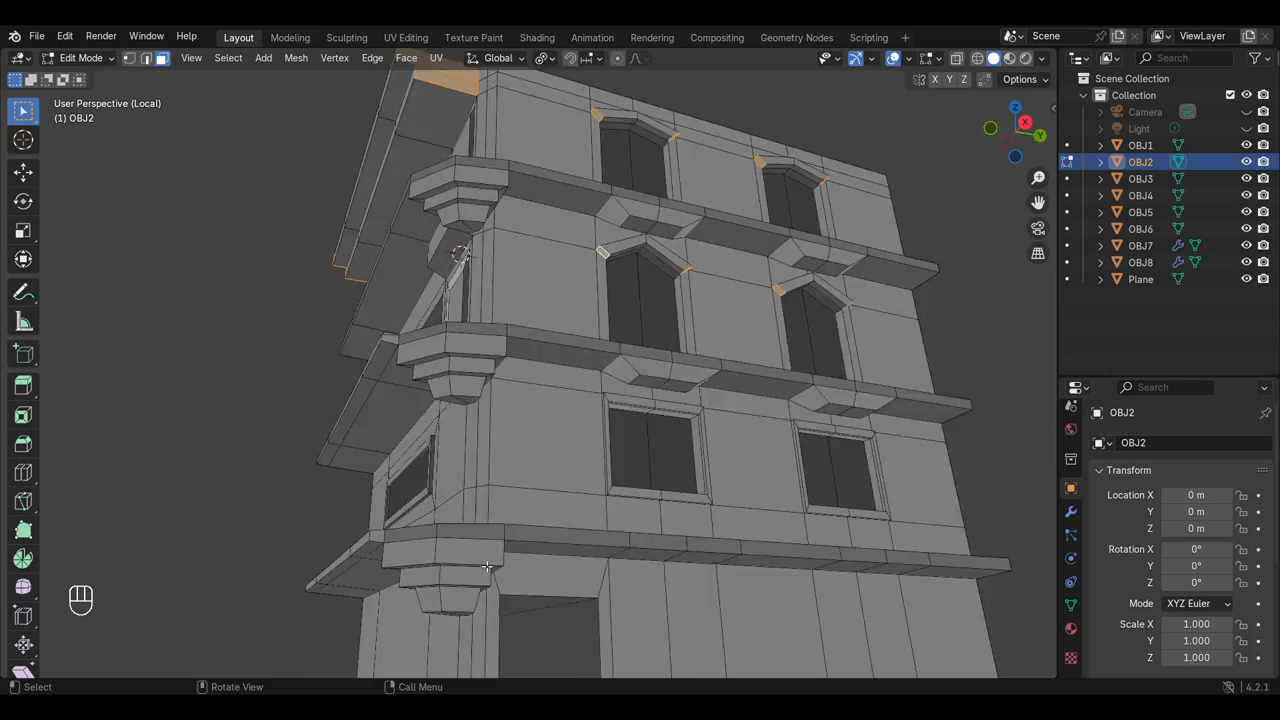 File Edit Render Window Help Layout Modeling Sculpting UV Editing Texture Paint Shading Animation Rendering Compositing Geometry Nodes Scripting Scene ViewLayer
Edit Mode View Select Add Mesh Vertex Edge Face UV Global Search
X Y Z Options
Scene Collection
Collection
Camera
Light
OBJ1
OBJ2
OBJ3
OBJ4
OBJ5
OBJ6
OBJ7
OBJ8
Plane
User Perspective (Local)
(1) OBJ2
Z
X
Y
Search
OBJ2
OBJ2
Transform
Location X 0 m
Y 0 m
Z 0 m
Rotation X 0°
Y 0°
Z 0°
Mode XYZ Euler
Scale X 1.000
Y 1.000
Z 1.000
Select Rotate View Call Menu 4.2.1